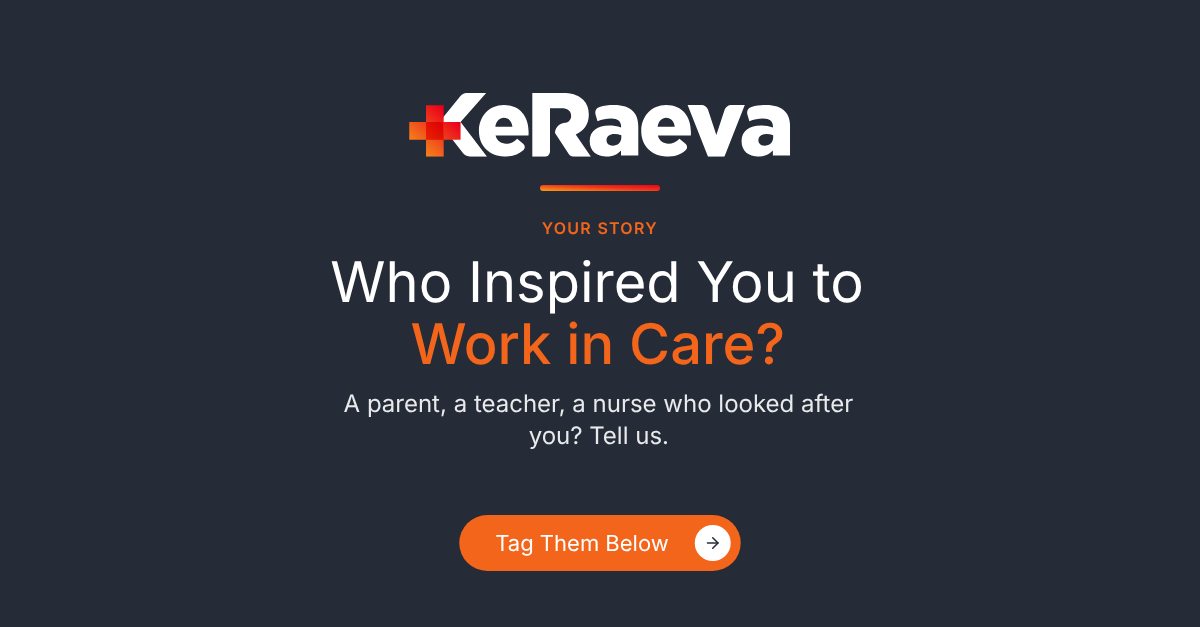 KeRaeva
YOUR STORY
Who Inspired You to
Work in Care?
A parent, a teacher, a nurse who looked after
you? Tell us.
Tag Them Below